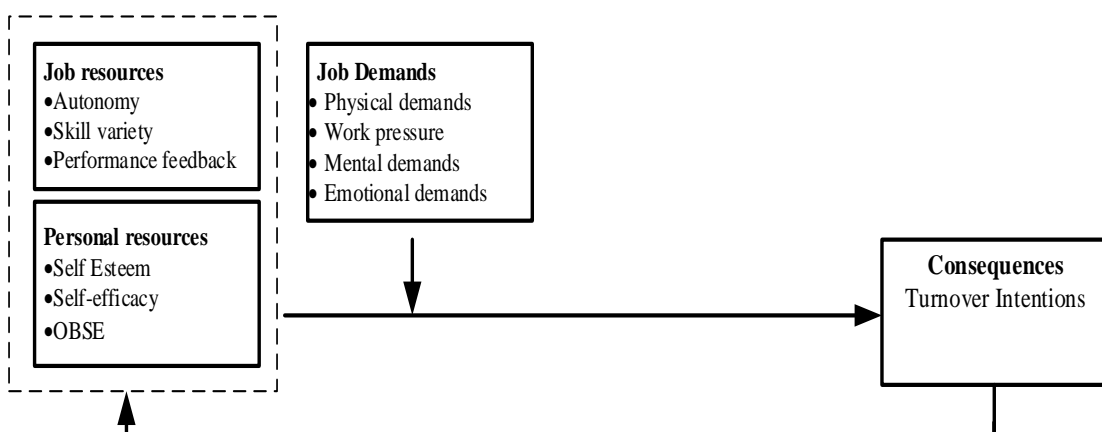 Job resources
•Autonomy
•Skill variety
•Performance feedback
Personal resources
•Self Esteem
•Self-efficacy
•OBSE
Job Demands
• Physical demands
• Work pressure
• Mental demands
• Emotional demands
Consequences
Turnover Intentions